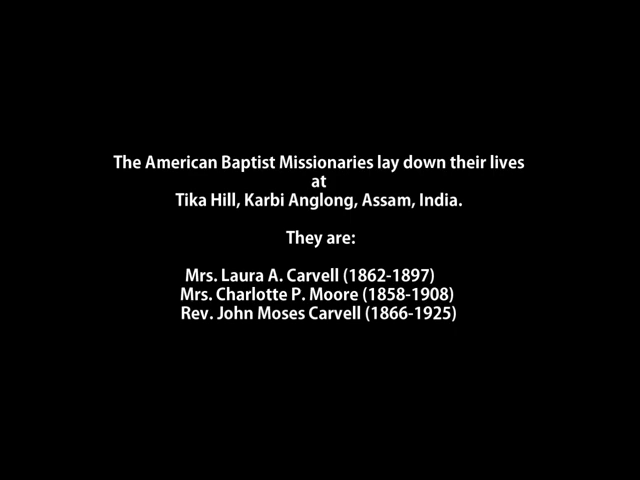 The American Baptist Missionaries lay down their lives
at
Tika Hill, Karbi Anglong, Assam, India.
They are:
Mrs. Laura A. Carvell (1862-1897)
Mrs. Charlotte P. Moore (1858-1908)
Rev. John Moses Carvell (1866-1925)